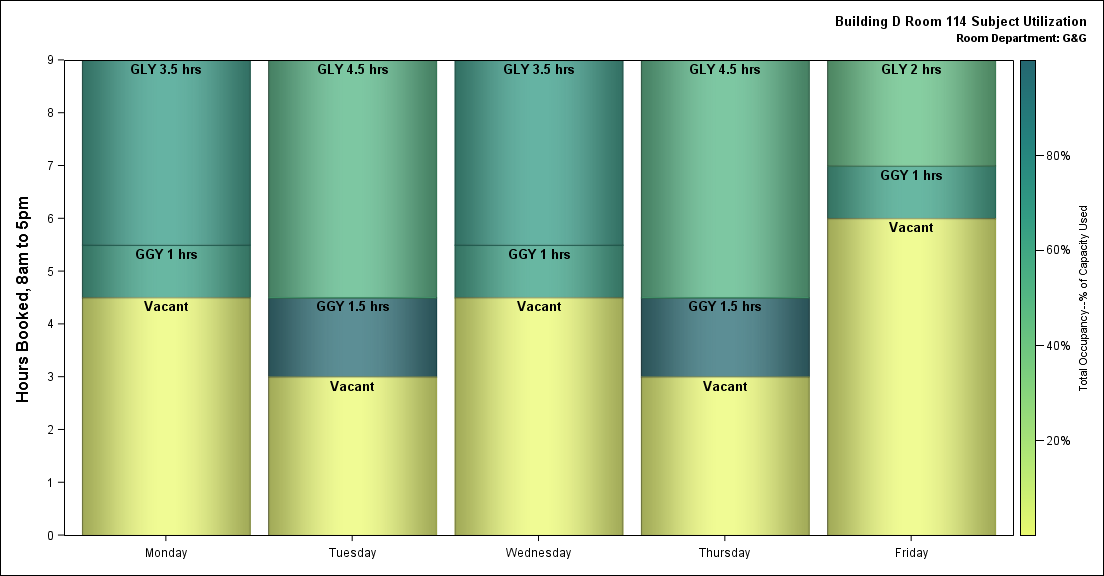 Building D Room 114 Subject Utilization
Room Department: G&G
Hours Booked, 8am to 5pm
9
8
7
6
5
4
3
2
1
0
GLY 3.5 hrs
GGY 1 hrs
Vacant
Monday
GLY 4.5 hrs
GGY 1.5 hrs
Vacant
Tuesday
GLY 3.5 hrs
GGY 1 hrs
Vacant
Wednesday
GLY 4.5 hrs
GGY 1.5 hrs
Vacant
Thursday
GLY 2 hrs
GGY 1 hrs
Vacant
Friday
80%
60%
40%
20%
Total Occupancy--% of Capacity Used